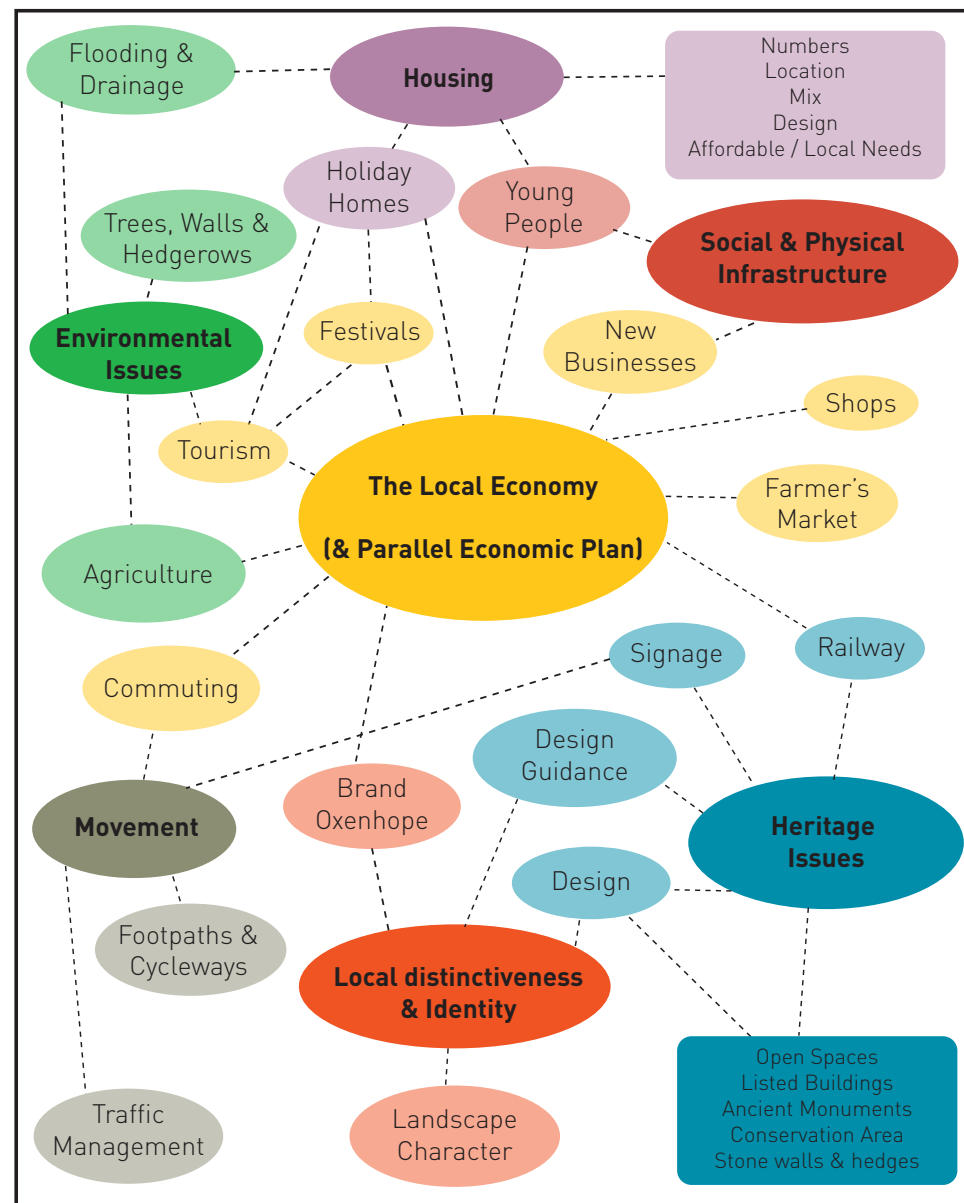 Flooding &
Drainage
Housing
Numbers
Location
Mix
Design
Affordable / Local Needs
Holiday
Homes
Young
People
Trees, Walls &
Hedgerows
Social & Physical
Infrastructure
Environmental
Issues
Festivals
New
Businesses
Shops
Tourism
The Local Economy
(& Parallel Economic Plan)
Farmer’s
Market
Agriculture
Signage
Railway
Commuting
Design
Guidance
Brand
Oxenhope
Movement
Heritage
Issues
Design
Footpaths &
Cycleways
Local distinctiveness
& Identity
Open Spaces
Listed Buildings
Ancient Monuments
Conservation Area
Stone walls & hedges
Traffic
Management
Landscape
Character